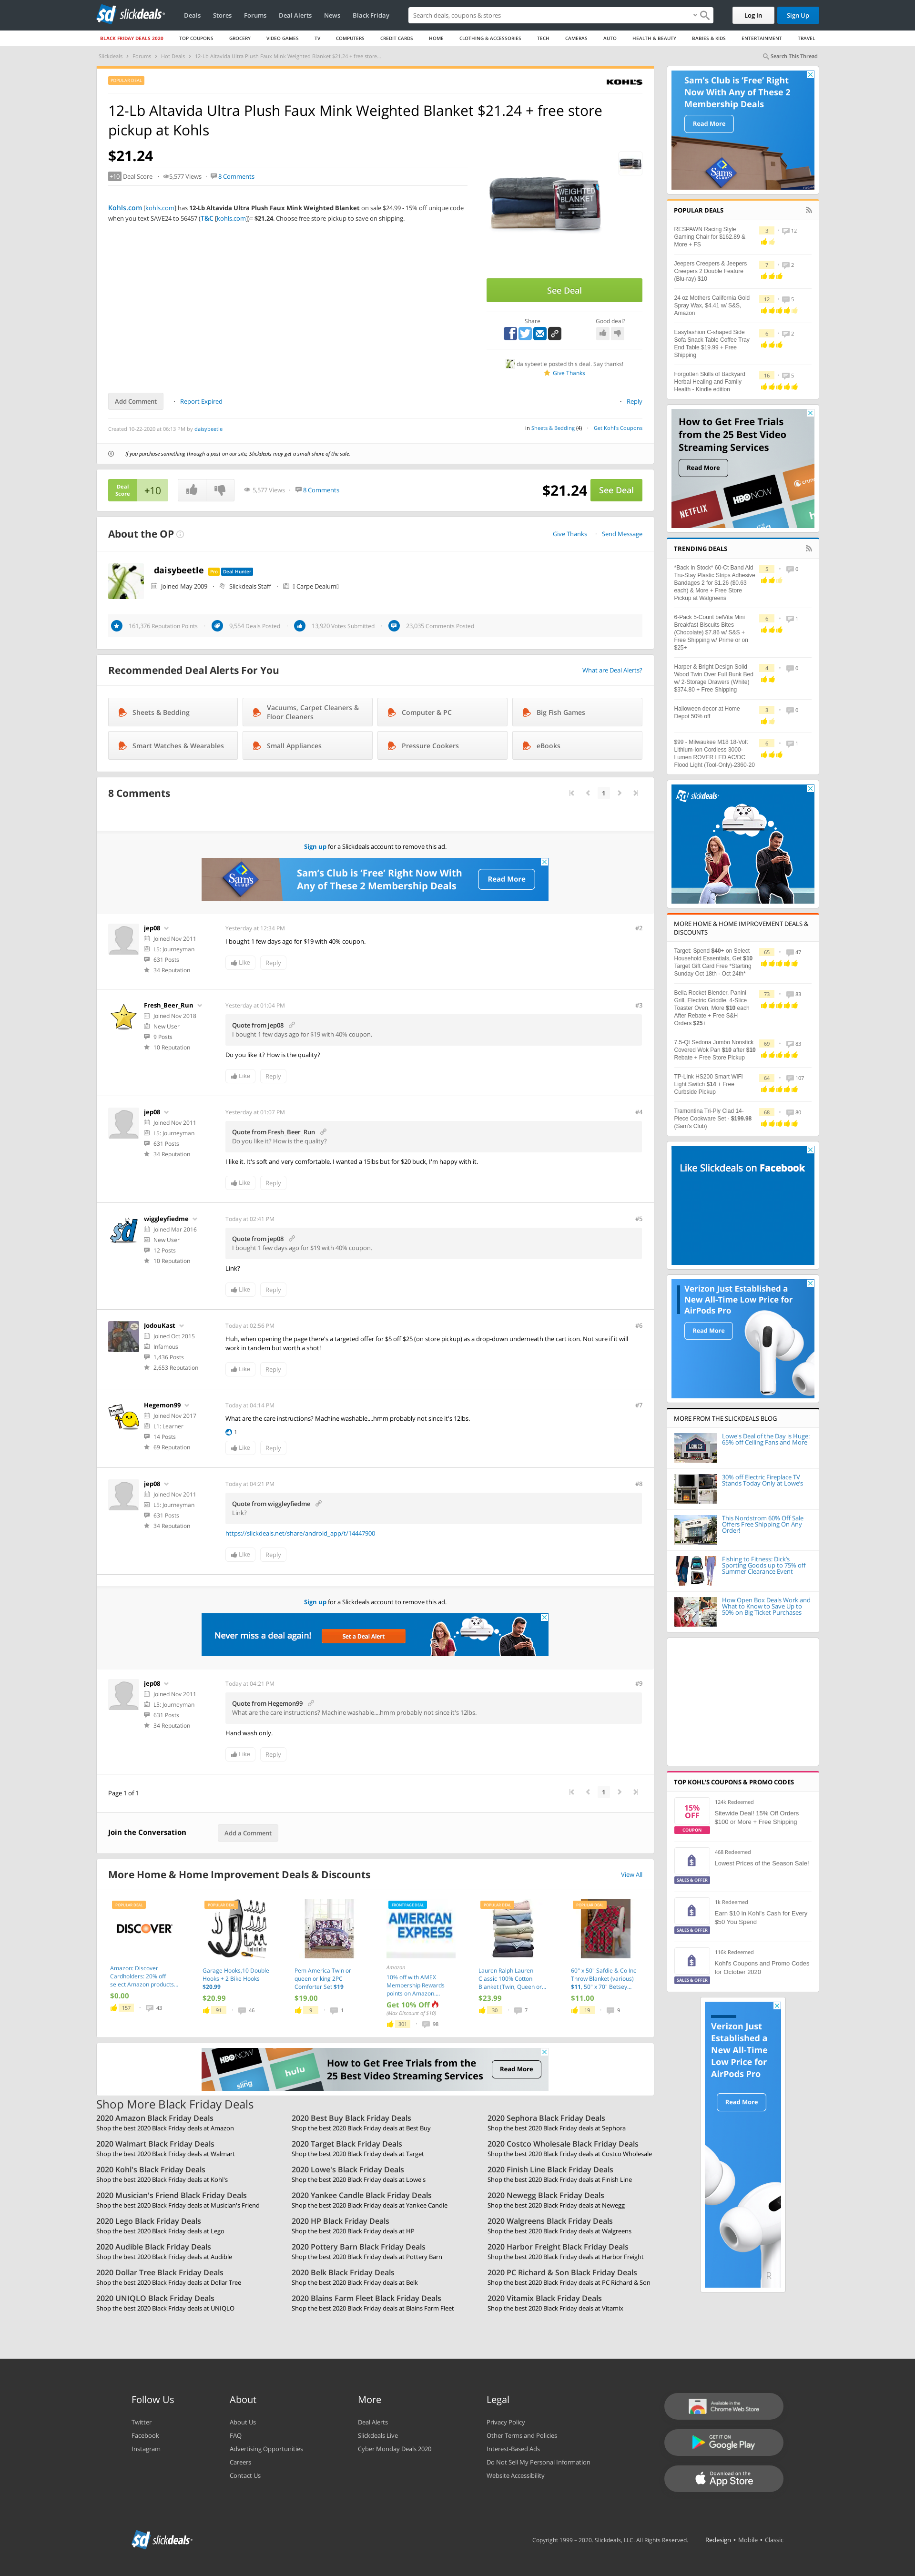 slickdeals
Deals
Stores
Forums
Deal Alerts
News
Black Friday
Search deals, coupons & stores
Log In
Sign Up
BLACK FRIDAY DEALS 2020
TOP COUPONS
GROCERY
VIDEO GAMES
TV
COMPUTERS
CREDIT CARDS
HOME
CLOTHING & ACCESSORIES
TECH
CAMERAS
AUTO
HEALTH & BEAUTY
BABIES & KIDS
ENTERTAINMENT
TRAVEL
Slickdeals
Forums
Hot Deals
12-Lb Altavida Ultra Plush Faux Mink Weighted Blanket $21.24 + free store...
Search This Thread
POPULAR DEAL
KOHL'S
12-Lb Altavida Ultra Plush Faux Mink Weighted Blanket $21.24 + free store
pickup at Kohls
$21.24
+10 Deal Score
5,577 Views
8 Comments
Kohls.com [kohls.com] has 12-Lb Altavida Ultra Plush Faux Mink Weighted Blanket on sale $24.99 - 15% off unique code
when you text SAVE24 to 56457 (T&C [kohls.com])= $21.24. Choose free store pickup to save on shipping.
WEIGHTED
BLANKET
See Deal
Share
Good deal?
daisybeetle posted this deal. Say thanks!
Give Thanks
Add Comment
Report Expired
Reply
Created 10-22-2020 at 06:13 PM by daisybeetle
in Sheets & Bedding (4)
Get Kohl's Coupons
If you purchase something through a post on our site, Slickdeals may get a small share of the sale.
Deal
Score
+10
5,577 Views
8 Comments
$21.24
See Deal
About the OP
Give Thanks
Send Message
daisybeetle
Pro
Deal Hunter
Joined May 2009
Slickdeals Staff
Carpe Dealum
161,376 Reputation Points
9,554 Deals Posted
13,920 Votes Submitted
23,035 Comments Posted
Recommended Deal Alerts For You
What are Deal Alerts?
Sheets & Bedding
Vacuums, Carpet Cleaners &
Floor Cleaners
Computer & PC
Big Fish Games
Smart Watches & Wearables
Small Appliances
Pressure Cookers
eBooks
8 Comments
1
Sign up for a Slickdeals account to remove this ad.
Sam's
CLUB
Sam's Club is 'Free' Right Now With
Any of These 2 Membership Deals
Read More
jep08
Joined Nov 2011
L5: Journeyman
631 Posts
34 Reputation
Yesterday at 12:34 PM
#2
I bought 1 few days ago for $19 with 40% coupon.
Like
Reply
Fresh_Beer_Run
Joined Nov 2018
New User
9 Posts
10 Reputation
Yesterday at 01:04 PM
#3
Quote from jep08
I bought 1 few days ago for $19 with 40% coupon.
Do you like it? How is the quality?
Like
Reply
jep08
Joined Nov 2011
L5: Journeyman
631 Posts
34 Reputation
Yesterday at 01:07 PM
#4
Quote from Fresh_Beer_Run
Do you like it? How is the quality?
I like it. It's soft and very comfortable. I wanted a 15lbs but for $20 buck, I'm happy with it.
Like
Reply
wiggleyfiedme
Joined Mar 2016
New User
12 Posts
10 Reputation
Today at 02:41 PM
#5
Quote from jep08
I bought 1 few days ago for $19 with 40% coupon.
Link?
Like
Reply
JodouKast
Joined Oct 2015
Infamous
1,436 Posts
2,653 Reputation
Today at 02:56 PM
#6
Huh, when opening the page there's a targeted offer for $5 off $25 (on store pickup) as a drop-down underneath the cart icon. Not sure if it will
work in tandem but worth a shot!
Like
Reply
Hegemon99
Joined Nov 2017
L1: Learner
14 Posts
69 Reputation
Today at 04:14 PM
#7
What are the care instructions? Machine washable....hmm probably not since it's 12lbs.
1
Like
Reply
jep08
Joined Nov 2011
L5: Journeyman
631 Posts
34 Reputation
Today at 04:21 PM
#8
Quote from wiggleyfiedme
Link?
https://slickdeals.net/share/android_app/t/14447900
Like
Reply
Sign up for a Slickdeals account to remove this ad.
Never miss a deal again!
Set a Deal Alert
jep08
Joined Nov 2011
L5: Journeyman
631 Posts
34 Reputation
Today at 04:21 PM
#9
Quote from Hegemon99
What are the care instructions? Machine washable....hmm probably not since it's 12lbs.
Hand wash only.
Like
Reply
Page 1 of 1
1
Join the Conversation
Add a Comment
More Home & Home Improvement Deals & Discounts
View All
POPULAR DEAL
DISCOVER
Amazon: Discover
Cardholders: 20% off
select Amazon products...
$0.00
157
43
POPULAR DEAL
Garage Hooks,10 Double
Hooks + 2 Bike Hooks
$20.99
$20.99
91
46
Pem America Twin or
queen or king 2PC
Comforter Set $19
$19.00
9
1
FRONTPAGE DEAL
AMERICAN
EXPRESS
Amazon
10% off with AMEX
Membership Rewards
points on Amazon....
Get 10% Off
(Max Discount of $10)
301
98
POPULAR DEAL
Lauren Ralph Lauren
Classic 100% Cotton
Blanket (Twin, Queen or...
$23.99
30
7
POPULAR DEAL
60" x 50" Safdie & Co Inc
Throw Blanket (various)
$11, 50" x 70" Betsey...
$11.00
19
9
sling
hulu
How to Get Free Trials from the
25 Best Video Streaming Services
Read More
Shop More Black Friday Deals
2020 Amazon Black Friday Deals
Shop the best 2020 Black Friday deals at Amazon
2020 Best Buy Black Friday Deals
Shop the best 2020 Black Friday deals at Best Buy
2020 Sephora Black Friday Deals
Shop the best 2020 Black Friday deals at Sephora
2020 Walmart Black Friday Deals
Shop the best 2020 Black Friday deals at Walmart
2020 Target Black Friday Deals
Shop the best 2020 Black Friday deals at Target
2020 Costco Wholesale Black Friday Deals
Shop the best 2020 Black Friday deals at Costco Wholesale
2020 Kohl's Black Friday Deals
Shop the best 2020 Black Friday deals at Kohl's
2020 Lowe's Black Friday Deals
Shop the best 2020 Black Friday deals at Lowe's
2020 Finish Line Black Friday Deals
Shop the best 2020 Black Friday deals at Finish Line
2020 Musician's Friend Black Friday Deals
Shop the best 2020 Black Friday deals at Musician's Friend
2020 Yankee Candle Black Friday Deals
Shop the best 2020 Black Friday deals at Yankee Candle
2020 Newegg Black Friday Deals
Shop the best 2020 Black Friday deals at Newegg
2020 Lego Black Friday Deals
Shop the best 2020 Black Friday deals at Lego
2020 HP Black Friday Deals
Shop the best 2020 Black Friday deals at HP
2020 Walgreens Black Friday Deals
Shop the best 2020 Black Friday deals at Walgreens
2020 Audible Black Friday Deals
Shop the best 2020 Black Friday deals at Audible
2020 Pottery Barn Black Friday Deals
Shop the best 2020 Black Friday deals at Pottery Barn
2020 Harbor Freight Black Friday Deals
Shop the best 2020 Black Friday deals at Harbor Freight
2020 Dollar Tree Black Friday Deals
Shop the best 2020 Black Friday deals at Dollar Tree
2020 Belk Black Friday Deals
Shop the best 2020 Black Friday deals at Belk
2020 PC Richard & Son Black Friday Deals
Shop the best 2020 Black Friday deals at PC Richard & Son
2020 UNIQLO Black Friday Deals
Shop the best 2020 Black Friday deals at UNIQLO
2020 Blains Farm Fleet Black Friday Deals
Shop the best 2020 Black Friday deals at Blains Farm Fleet
2020 Vitamix Black Friday Deals
Shop the best 2020 Black Friday deals at Vitamix
Sam's Club is 'Free' Right
Now With Any of These 2
Membership Deals
Read More
Sam's
CLUB
POPULAR DEALS
RESPAWN Racing Style
Gaming Chair for $162.89 &
More + FS
3
12
Jeepers Creepers & Jeepers
Creepers 2 Double Feature
(Blu-ray) $10
7
2
24 oz Mothers California Gold
Spray Wax, $4.41 w/ S&S,
Amazon
12
5
Easyfashion C-shaped Side
Sofa Snack Table Coffee Tray
End Table $19.99 + Free
Shipping
6
2
Forgotten Skills of Backyard
Herbal Healing and Family
Health - Kindle edition
16
5
How to Get Free Trials
from the 25 Best Video
Streaming Services
Read More
NETFLIX
HBO NOW
hulu
TRENDING DEALS
*Back in Stock* 60-Ct Band Aid
Tru-Stay Plastic Strips Adhesive
Bandages 2 for $1.26 ($0.63
each) & More + Free Store
Pickup at Walgreens
5
0
6-Pack 5-Count belVita Mini
Breakfast Biscuits Bites
(Chocolate) $7.86 w/ S&S +
Free Shipping w/ Prime or on
$25+
6
1
Harper & Bright Design Solid
Wood Twin Over Full Bunk Bed
w/ 2-Storage Drawers (White)
$374.80 + Free Shipping
4
0
Halloween decor at Home
Depot 50% off
3
0
$99 - Milwaukee M18 18-Volt
Lithium-Ion Cordless 3000-
Lumen ROVER LED AC/DC
Flood Light (Tool-Only)-2360-20
6
1
slickdeals
MORE HOME & HOME IMPROVEMENT DEALS &
DISCOUNTS
Target: Spend $40+ on Select
Household Essentials, Get $10
Target Gift Card Free *Starting
Sunday Oct 18th - Oct 24th*
65
47
Bella Rocket Blender, Panini
Grill, Electric Griddle, 4-Slice
Toaster Oven, More $10 each
After Rebate + Free S&H
Orders $25+
73
83
7.5-Qt Sedona Jumbo Nonstick
Covered Wok Pan $10 after $10
Rebate + Free Store Pickup
69
83
TP-Link HS200 Smart WiFi
Light Switch $14 + Free
Curbside Pickup
64
107
Tramontina Tri-Ply Clad 14-
Piece Cookware Set - $199.98
(Sam's Club)
68
80
Like Slickdeals on Facebook
Verizon Just Established a
New All-Time Low Price for
AirPods Pro
Read More
MORE FROM THE SLICKDEALS BLOG
Lowe's Deal of the Day is Huge:
65% off Ceiling Fans and More
30% off Electric Fireplace TV
Stands Today Only at Lowe's
This Nordstrom 60% Off Sale
Offers Free Shipping On Any
Order!
Fishing to Fitness: Dick's
Sporting Goods up to 75% off
Summer Clearance Event
How Open Box Deals Work and
What to Know to Save Up to
50% on Big Ticket Purchases
TOP KOHL'S COUPONS & PROMO CODES
15%
OFF
COUPON
124k Redeemed
Sitewide Deal! 15% Off Orders
$100 or More + Free Shipping
SALES & OFFER
468 Redeemed
Lowest Prices of the Season Sale!
SALES & OFFER
1k Redeemed
Earn $10 in Kohl's Cash for Every
$50 You Spend
SALES & OFFER
116k Redeemed
Kohl's Coupons and Promo Codes
for October 2020
SALES & OFFER
Verizon Just
Established a
New All-Time
Low Price for
AirPods Pro
Read More
Follow Us
Twitter
Facebook
Instagram
About
About Us
FAQ
Advertising Opportunities
Careers
Contact Us
More
Deal Alerts
Slickdeals Live
Cyber Monday Deals 2020
Legal
Privacy Policy
Other Terms and Policies
Interest-Based Ads
Do Not Sell My Personal Information
Website Accessibility
Available in the
Chrome Web Store
GET IT ON
Google Play
Download on the
App Store
slickdeals
Copyright 1999 - 2020. Slickdeals, LLC. All Rights Reserved.
Redesign • Mobile • Classic